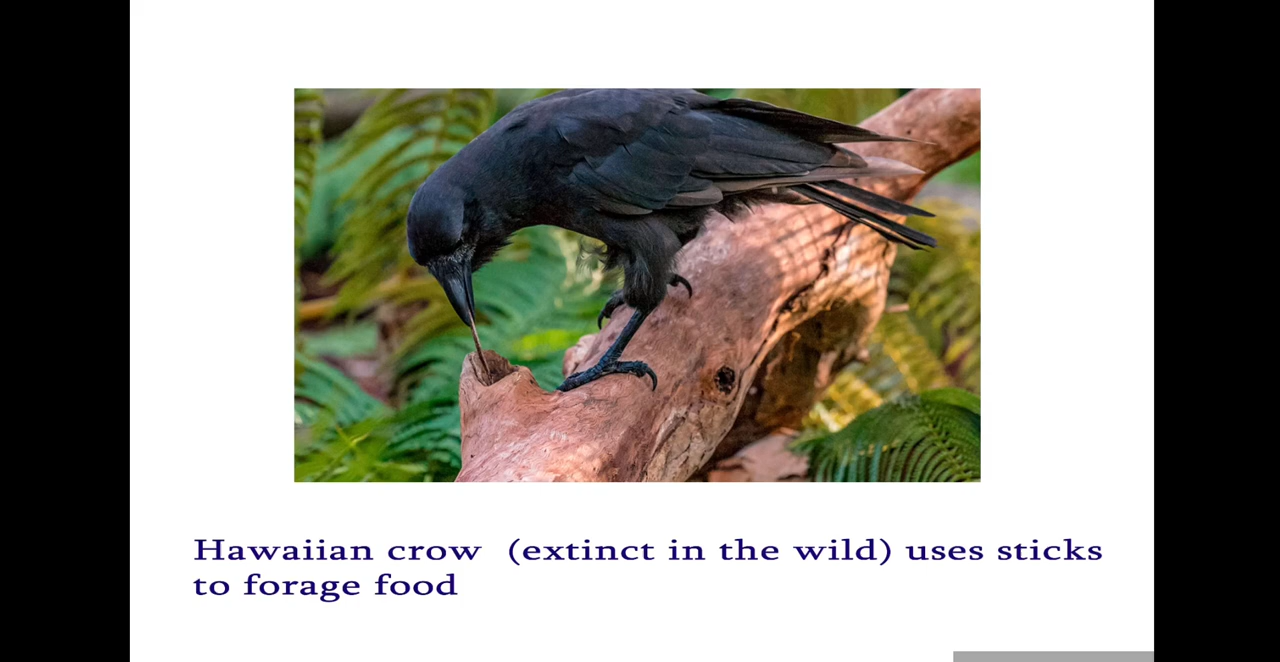 Hawaiian crow  (extinct in the wild) uses sticks
to forage food